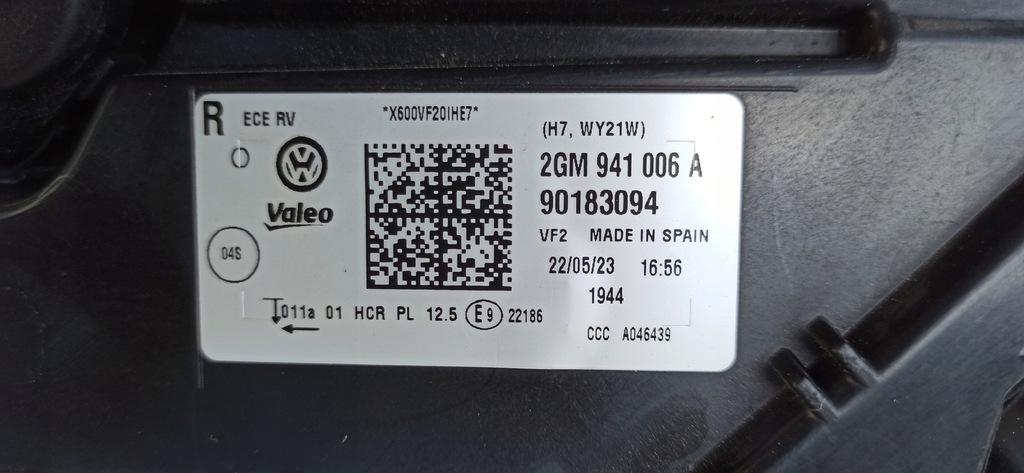 R ECE RV
*X600VF20IHE7*
Valeo
04S
(H7, WY21W)
2GM 941 006 A
90183094
VF2 MADE IN SPAIN
22/05/23 16:56
1944
011a 01 HCR PL 12.5 E9 22186
CCC A046439